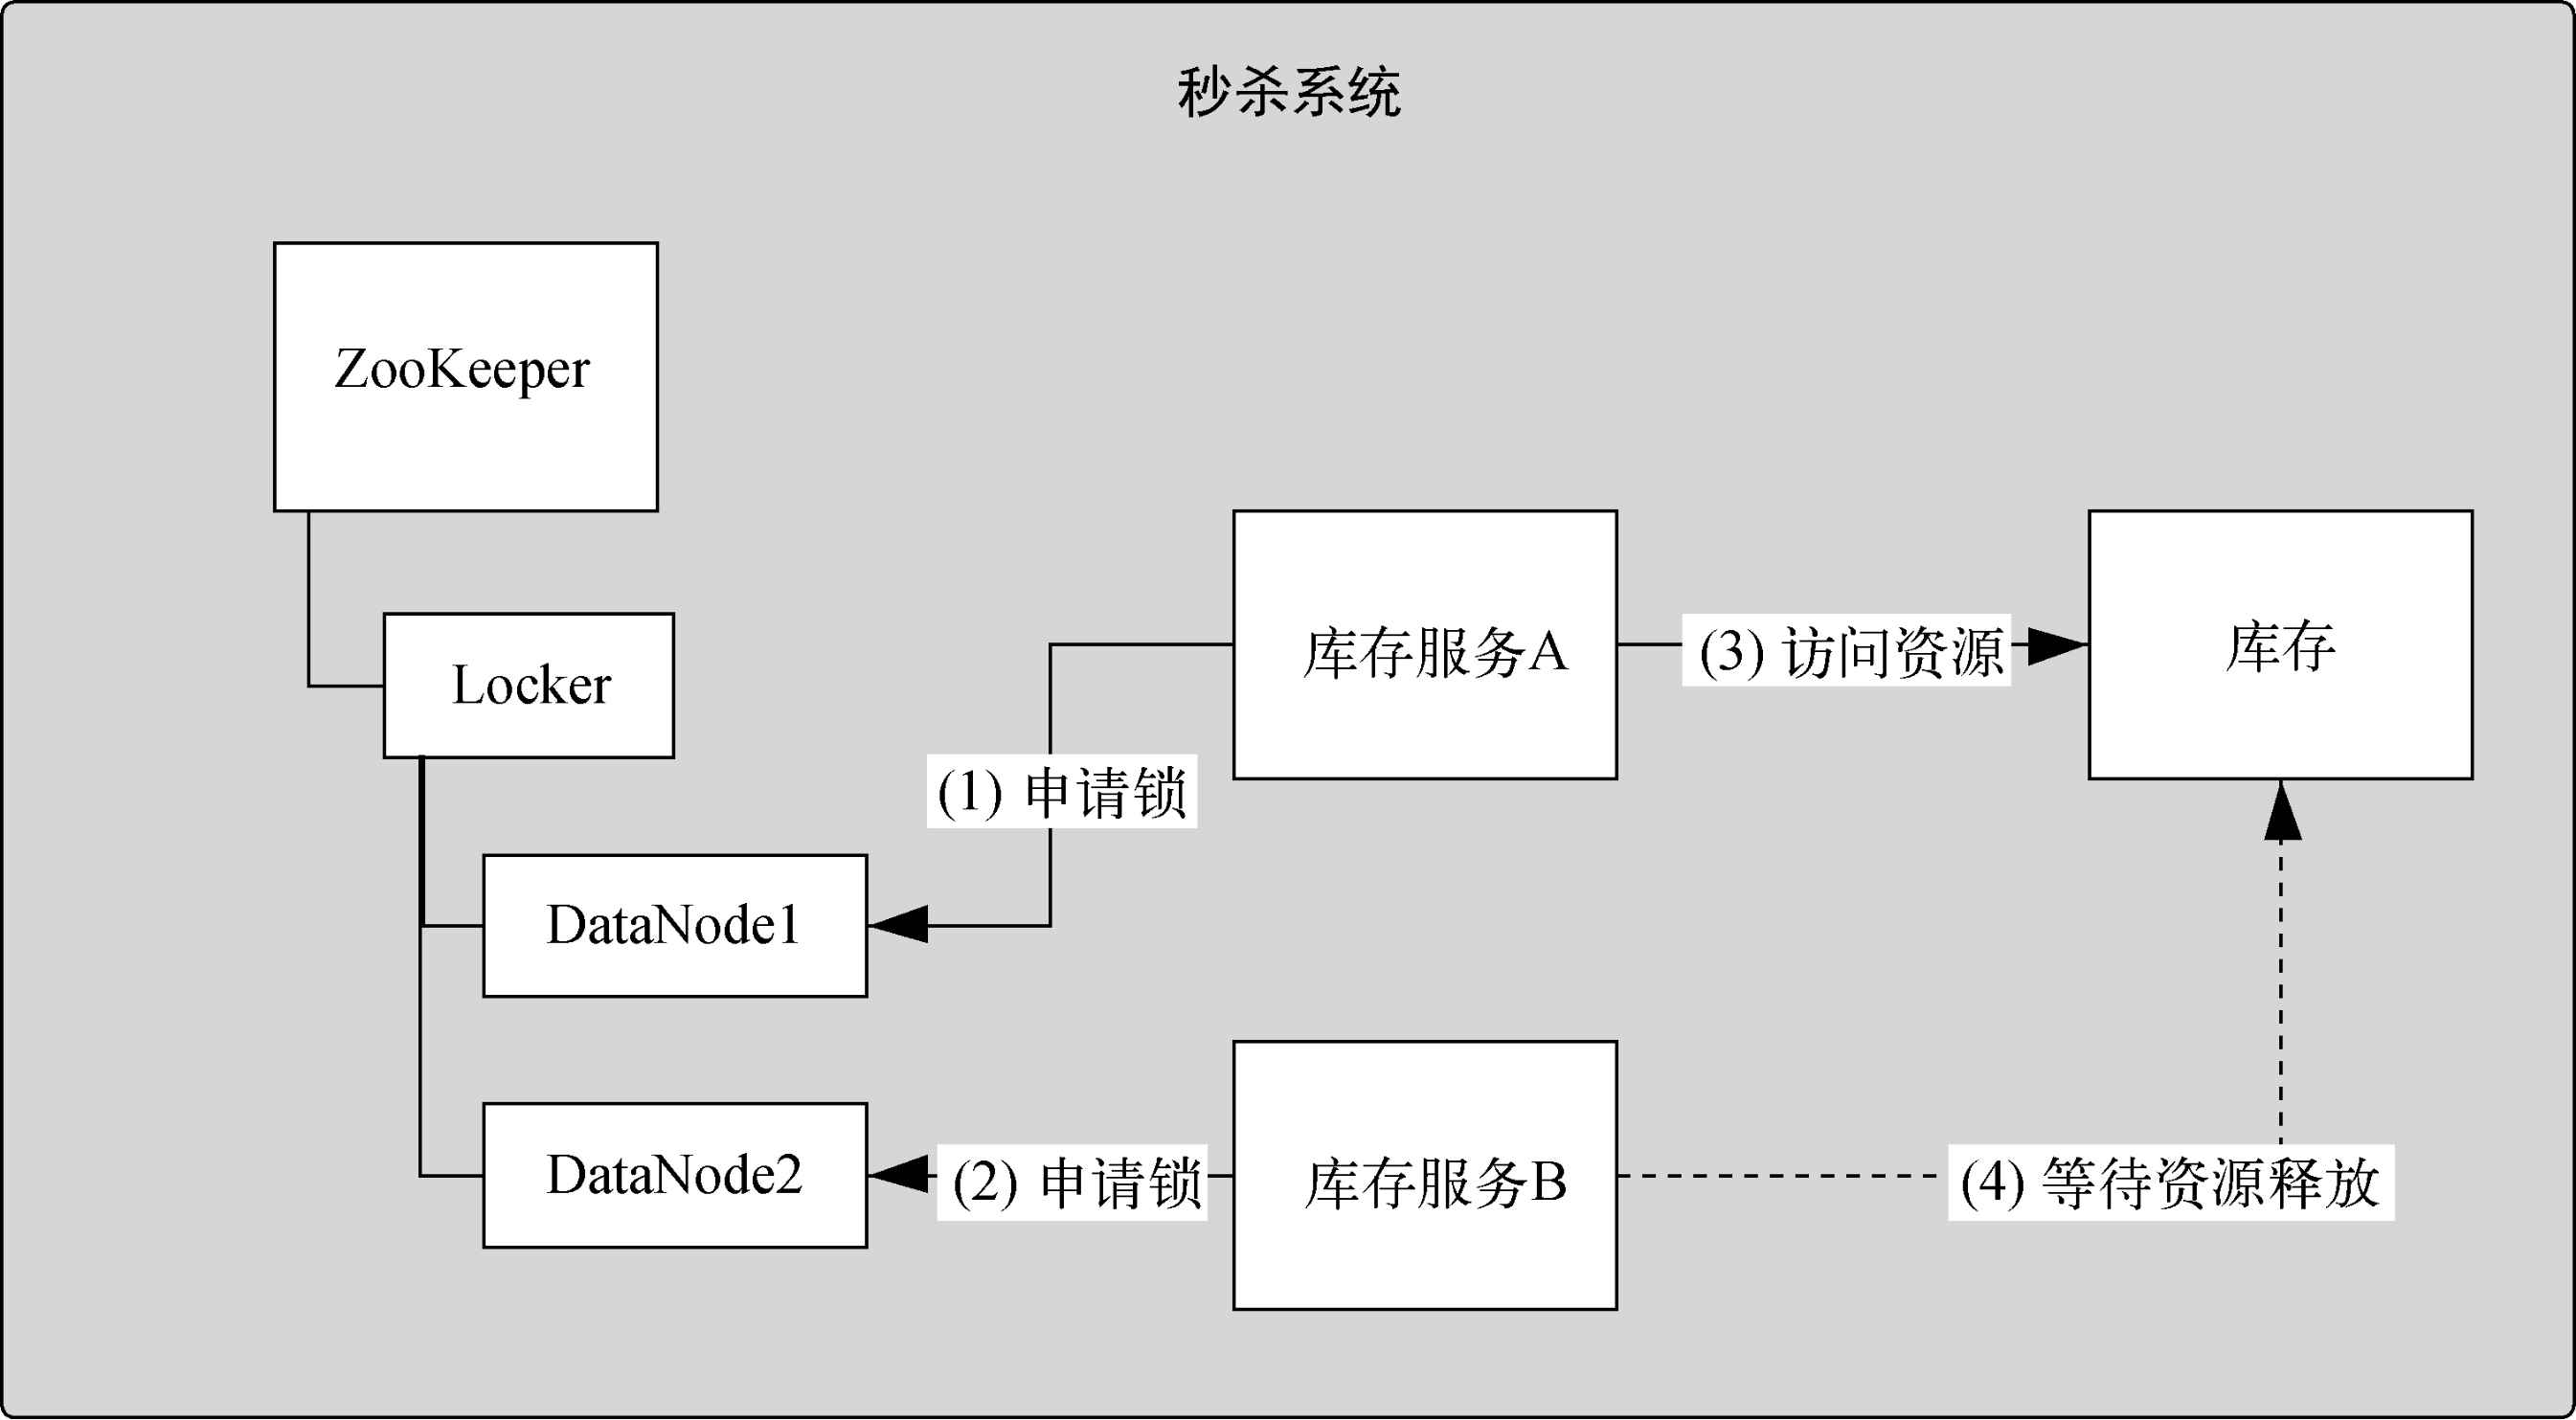 秒杀系统
ZooKeeper
Locker
库存服务A
(3) 访问资源
库存
(1) 申请锁
DataNode1
DataNode2
(2) 申请锁
库存服务B
(4) 等待资源释放